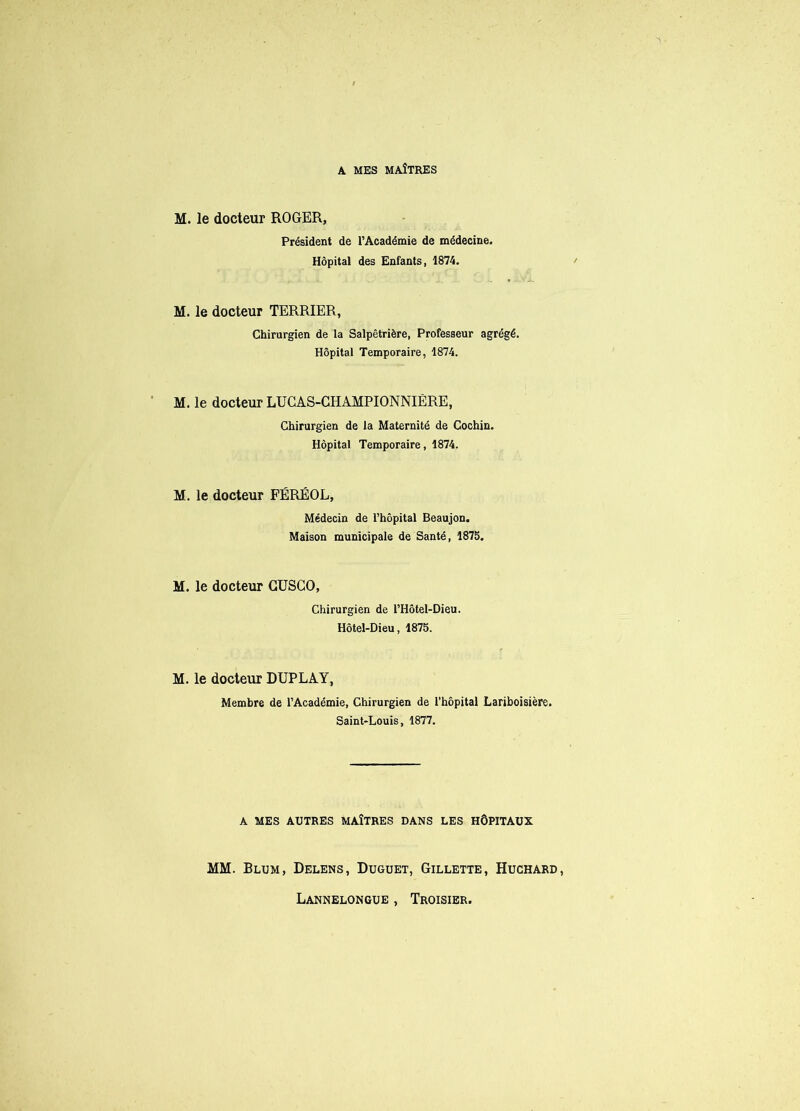 A MES MAÎTRES
M. le docteur ROGER,
Président de l'Académie de médecine.
Hôpital des Enfants, 1874.
M. le docteur TERRIER,
Chirurgien de la Salpêtrière, Professeur agrégé.
Hôpital Temporaire, 1874.
M. le docteur LUCAS-CHAMPIONNIÈRE,
Chirurgien de la Maternité de Cochin.
Hôpital Temporaire, 1874.
M. le docteur FÉRÉOL,
Médecin de l'hôpital Beaujon.
Maison municipale de Santé, 1875.
M. le docteur CUSCO,
Chirurgien de l'Hôtel-Dieu.
Hôtel-Dieu, 1875.
M. le docteur DUPLAY,
Membre de l'Académie, Chirurgien de l'hôpital Lariboisière.
Saint-Louis, 1877.
A MES AUTRES MAÎTRES DANS LES HÔPITAUX
MM. Blum, Delens, Duguet, Gillette, Huchard,
Lannelongue , Troisier.